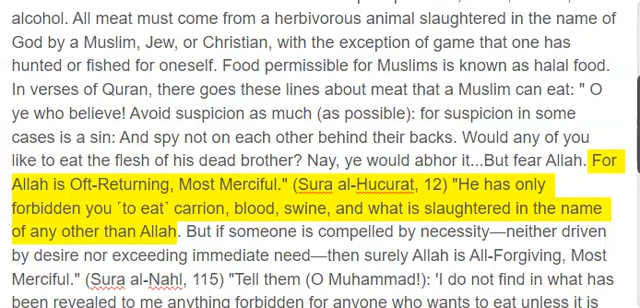 alcohol. All meat must come from a herbivorous animal slaughtered in the name of
God by a Muslim, Jew, or Christian, with the exception of game that one has
hunted or fished for oneself. Food permissible for Muslims is known as halal food.
In verses of Quran, there goes these lines about meat that a Muslim can eat: " O
ye who believe! Avoid suspicion as much (as possible): for suspicion in some
cases is a sin: And spy not on each other behind their backs. Would any of you
like to eat the flesh of his dead brother? Nay, ye would abhor it...But fear Allah. For
Allah is Oft-Returning, Most Merciful." (Sura al-Hucurat, 12) "He has only
forbidden you ˹to eat˺ carrion, blood, swine, and what is slaughtered in the name
of any other than Allah. But if someone is compelled by necessity—neither driven
by desire nor exceeding immediate need—then surely Allah is All-Forgiving, Most
Merciful." (Sura al-Nahl, 115) "Tell them (O Muhammad!): 'I do not find in what has
been revealed to me anything forbidden for anyone who wants to eat unless it is